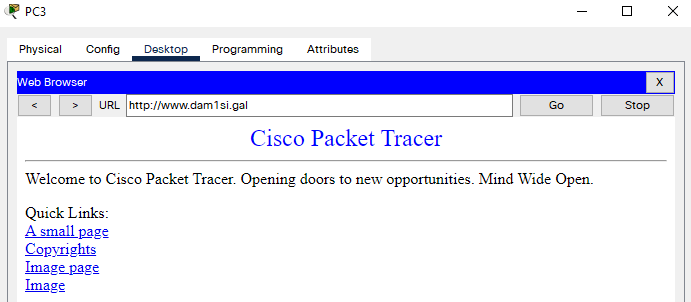 PC3
Physical Config Desktop Programming Attributes
Web Browser X
< > URL http://www.dam1si.gal Go Stop
Cisco Packet Tracer
Welcome to Cisco Packet Tracer. Opening doors to new opportunities. Mind Wide Open.
Quick Links:
A small page
Copyrights
Image page
Image